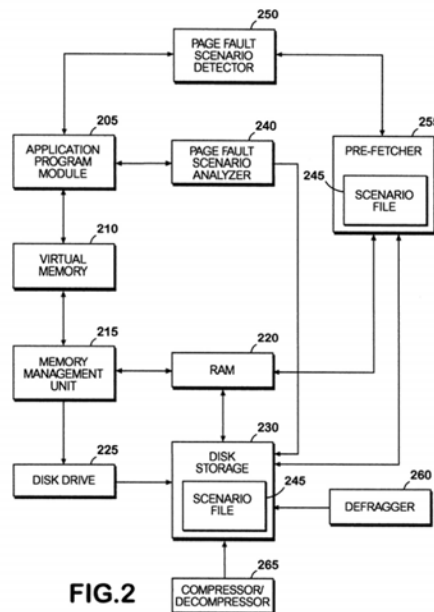 250
PAGE FAULT
SCENARIO
DETECTOR
205
APPLICATION
PROGRAM
MODULE
240
PAGE FAULT
SCENARIO
ANALYZER
255
PRE-FETCHER
245
SCENARIO
FILE
210
VIRTUAL
MEMORY
215
MEMORY
MANAGEMENT
UNIT
220
RAM
225
DISK DRIVE
230
DISK
STORAGE
245
SCENARIO
FILE
260
DEFRAGGER
265
COMPRESSOR/
DECOMPRESSOR
FIG.2